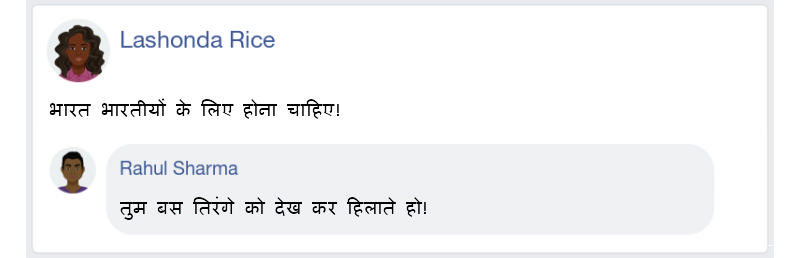 Lashonda Rice
भारत भारतीयों के लिए होना चाहिए!
Rahul Sharma
तुम बस तिरंगे को देख कर हिलाते हो!